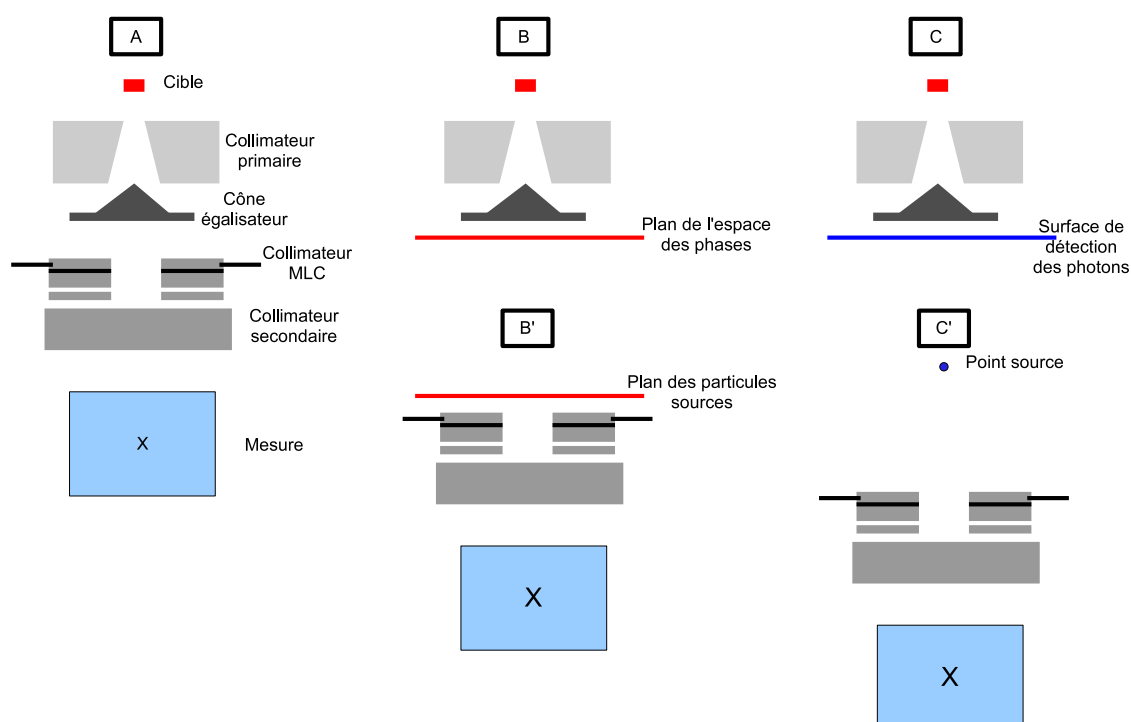 A
B
C
Cible
Collimateur
primaire
Cône
égalisateur
Plan de l'espace
des phases
Surface de
détection
des photons
Collimateur
MLC
Collimateur
secondaire
B'
C'
Point source
Plan des particules
sources
X
Mesure
X
X